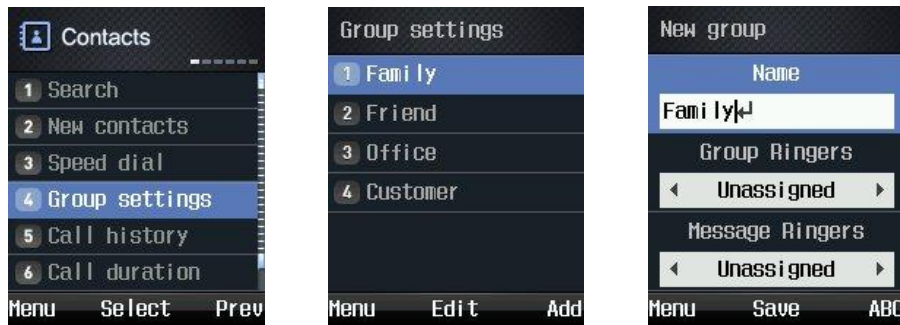 Contacts
1 Search
2 New contacts
3 Speed dial
4 Group settings
5 Call history
6 Call duration
Menu Select Prev
Group settings
1 Family
2 Friend
3 Office
4 Customer
Menu Edit Add
New group
Name
Family
Group Ringers
Unassigned
Message Ringers
Unassigned
Menu Save ABC